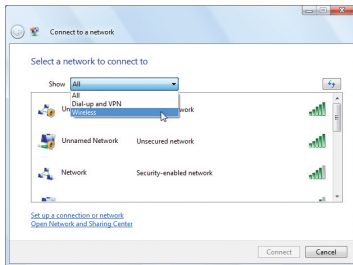 Connect to a network
Select a network to connect to
Show All
All
Dial-up and VPN
Wireless
Un work
Unnamed Network Unsecured network
Network Security-enabled network
Set up a connection or network
Open Network and Sharing Center
Connect Cancel